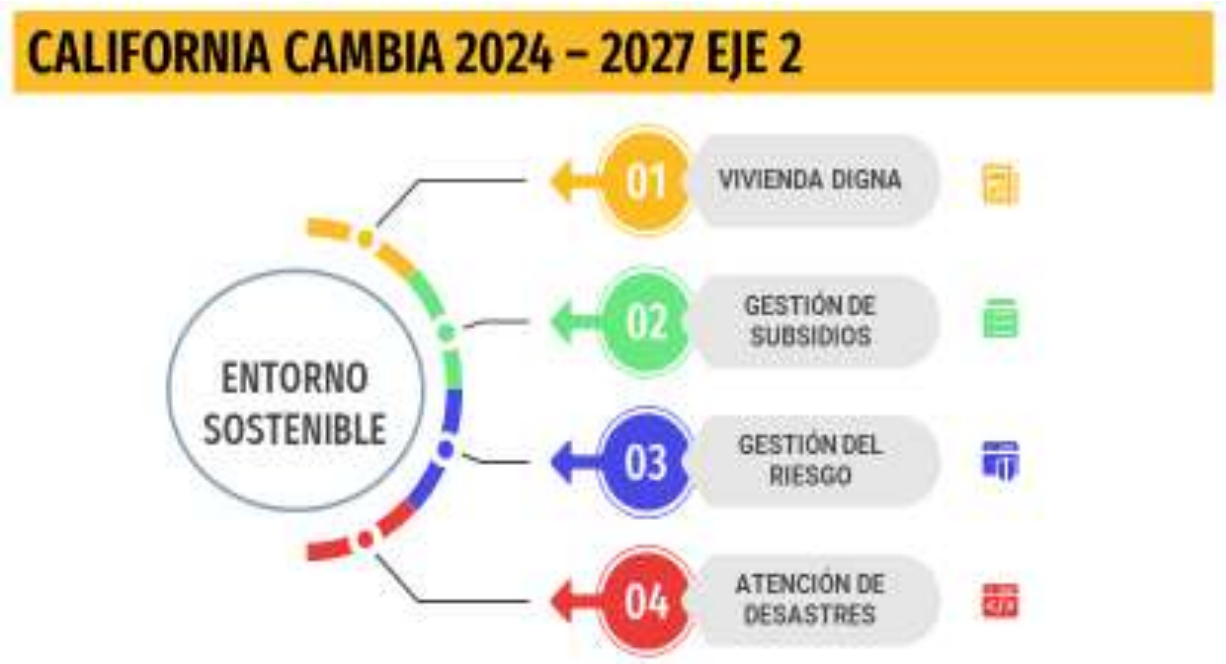 CALIFORNIA CAMBIA 2024 – 2027 EJE 2
ENTORNO
SOSTENIBLE
01
VIVIENDA DIGNA
02
GESTIÓN DE
SUBSIDIOS
03
GESTIÓN DEL
RIESGO
04
ATENCIÓN DE
DESASTRES
</>